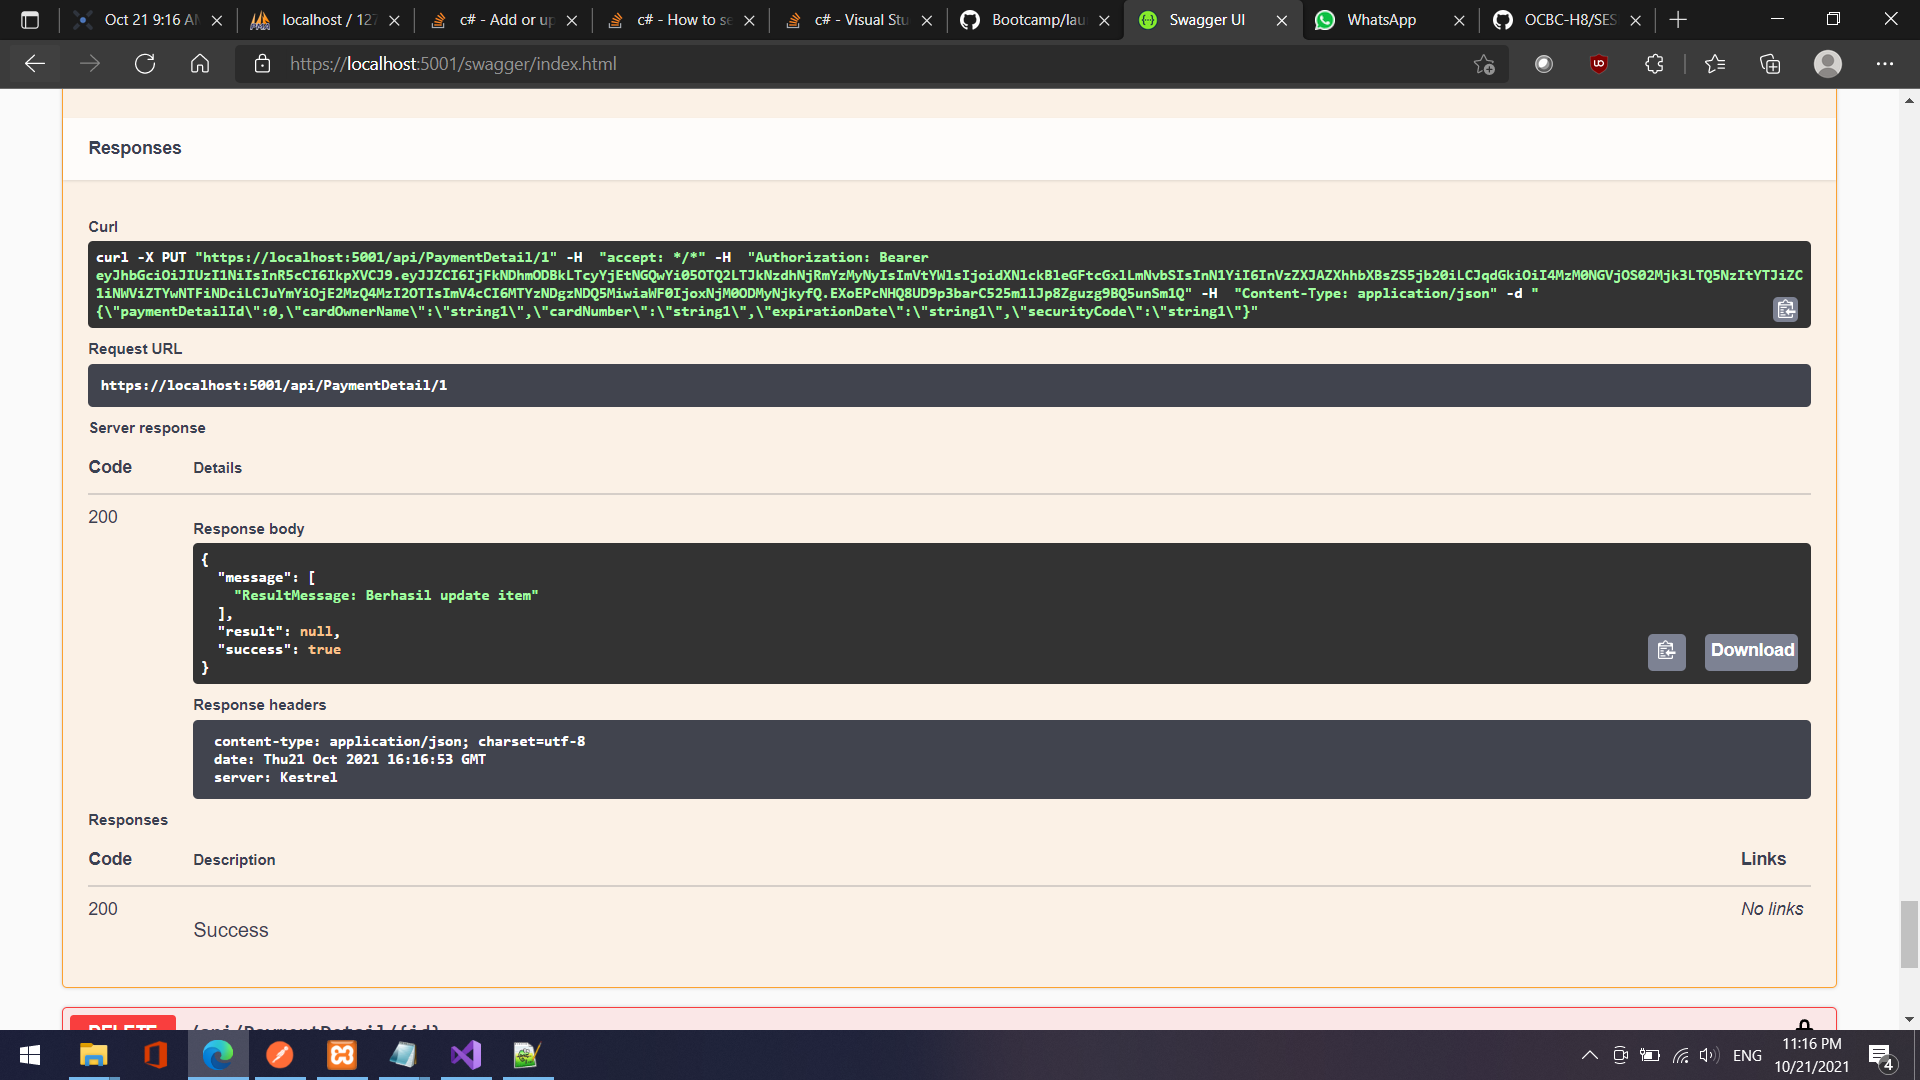 Oct 21 9:16 AM
localhost / 127
c# - Add or up
c# - How to se
c# - Visual Stu
Bootcamp/lau
Swagger UI
WhatsApp
OCBC-H8/SES
https://localhost:5001/swagger/index.html
Responses
Curl
curl -X PUT "https://localhost:5001/api/PaymentDetail/1" -H  "accept: */*" -H  "Authorization: Bearer
1iNWViZTYwNTFiNDciLCJuYmYiOjE2MzQ4MzI2OTIsImV4cCI6MTYzNDgzNDQ5MiwiaWF0IjoxNjM0ODMyNjkyfQ.EXoEPcNHQ8UD9p3barC525m1lJp8Zguzg9BQ5unSm1Q" -H  "Content-Type: application/json" -d "
{\"paymentDetailId\":0,\"cardOwnerName\":\"string1\",\"cardNumber\":\"string1\",\"expirationDate\":\"string1\",\"securityCode\":\"string1\"}"
Request URL
https://localhost:5001/api/PaymentDetail/1
Server response
Code Details
200
Response body
{
"message": [
"ResultMessage: Berhasil update item"
],
"result": null,
"success": true
}
Download
Response headers
content-type: application/json; charset=utf-8
date: Thu21 Oct 2021 16:16:53 GMT
server: Kestrel
Responses
Code Description Links
200 No links
Success
DELETE /api/PaymentDetail/{id}
ENG
11:16 PM
10/21/2021
4